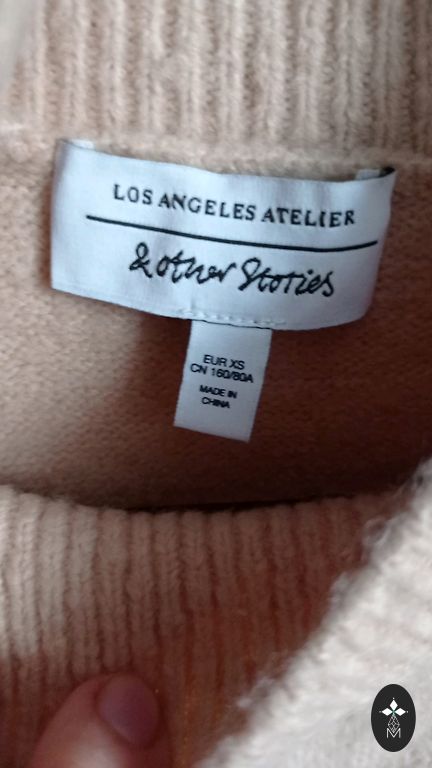 LOS ANGELES ATELIER
& other Stories
EUR XS
CN 160/80A
MADE IN
CHINA
M